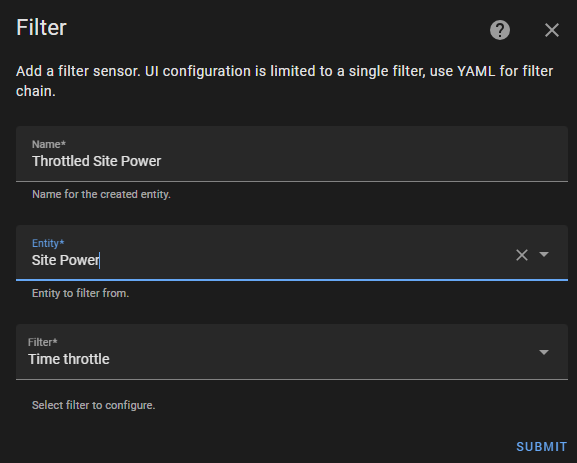 Filter
Add a filter sensor. UI configuration is limited to a single filter, use YAML for filter
chain.
Name*
Throttled Site Power
Name for the created entity.
Entity*
Site Power
Entity to filter from.
Filter*
Time throttle
Select filter to configure.
SUBMIT